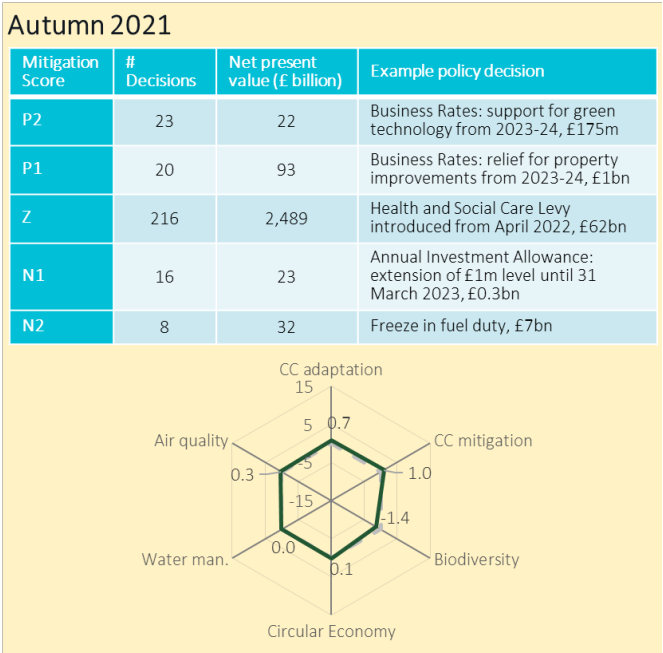 Autumn 2021
Mitigation Score | # Decisions | Net present value (£ billion) | Example policy decision
P2 | 23 | 22 | Business Rates: support for green technology from 2023-24, £175m
P1 | 20 | 93 | Business Rates: relief for property improvements from 2023-24, £1bn
Z | 216 | 2,489 | Health and Social Care Levy introduced from April 2022, £62bn
N1 | 16 | 23 | Annual Investment Allowance: extension of £1m level until 31 March 2023, £0.3bn
N2 | 8 | 32 | Freeze in fuel duty, £7bn
CC adaptation
15
5 0.7
Air quality
CC mitigation
-5
0.3
1.0
-15
-1.4
0.0
Water man.
Biodiversity
0.1
Circular Economy